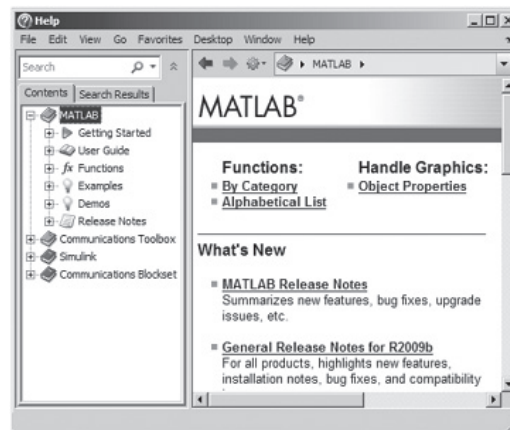 Help
File Edit View Go Favorites Desktop Window Help
Search
MATLAB
Contents Search Results
MATLAB
Getting Started
User Guide
fx Functions
Examples
Demos
Release Notes
Communications Toolbox
Simulink
Communications Blockset
MATLAB®
Functions:
By Category
Alphabetical List
Handle Graphics:
Object Properties
What's New
MATLAB Release Notes
Summarizes new features, bug fixes, upgrade
issues, etc.
General Release Notes for R2009b
For all products, highlights new features,
installation notes, bug fixes, and compatibility